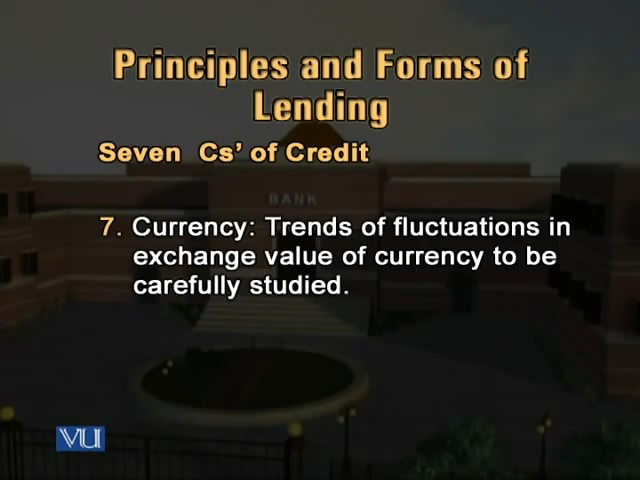 Principles and Forms of
Lending
Seven Cs' of Credit
BANK
7. Currency: Trends of fluctuations in
exchange value of currency to be
carefully studied.
VU